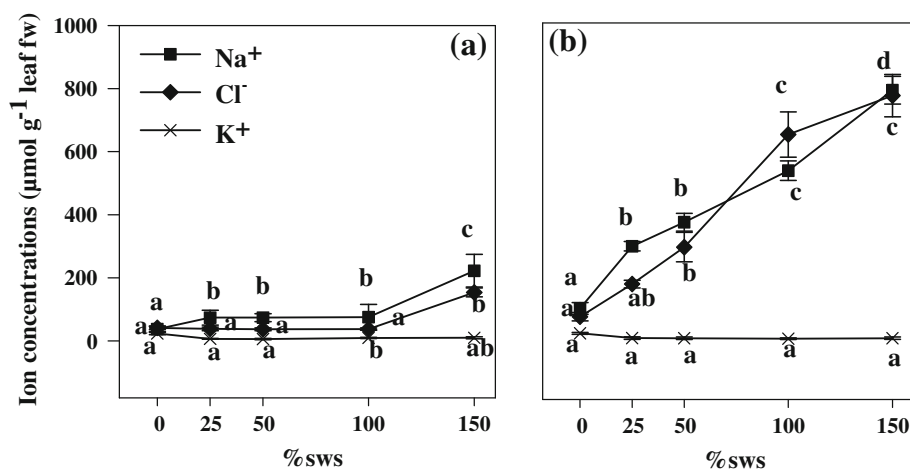 Ion concentrations (µmol g⁻¹ leaf fw)
1000
800
600
400
200
0
(a)
Na⁺
Cl⁻
K⁺
a
b
b
b
c
a
a
a
a
b
a
a
a
b
ab
0
25
50
100
150
%sws
(b)
a
b
b
c
d
a
ab
b
c
c
a
a
a
a
a
0
25
50
100
150
%sws